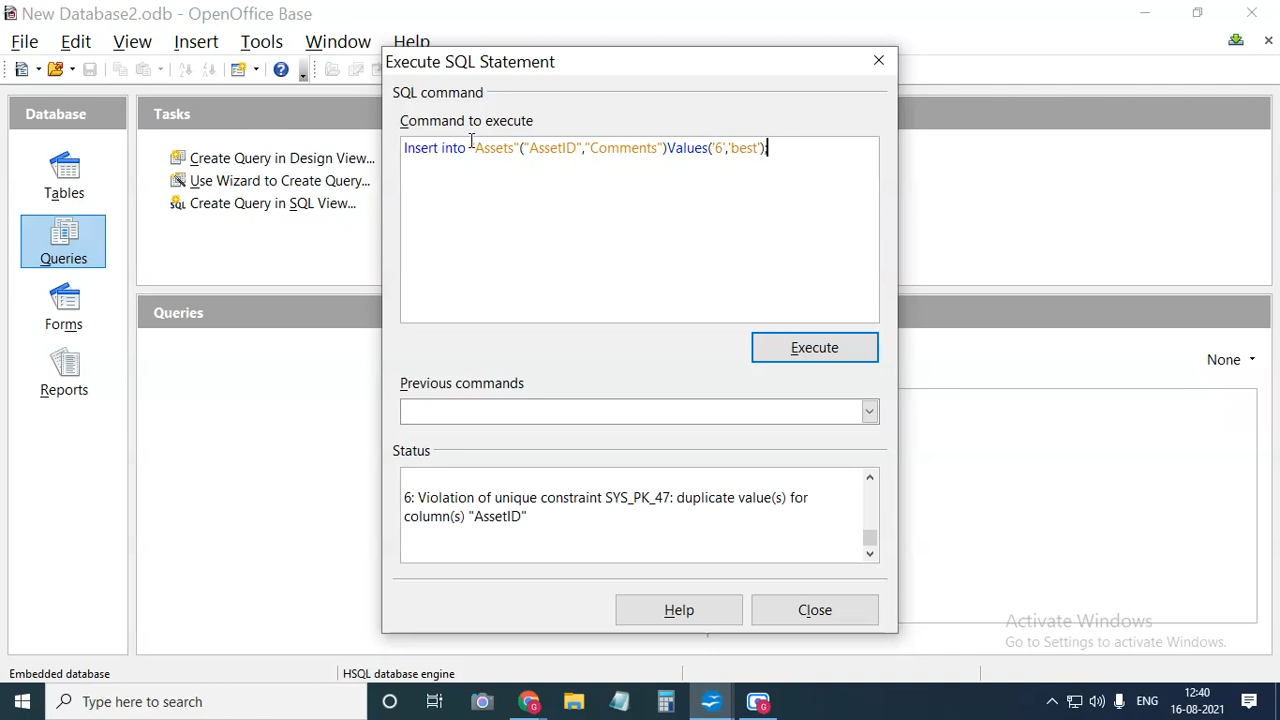 New Database2.odb - OpenOffice Base
File Edit View Insert Tools Window Help
Execute SQL Statement
SQL command
Command to execute
Insert into "Assets"("AssetID","Comments")Values('6','best');
Execute
Previous commands
Status
6: Violation of unique constraint SYS_PK_47: duplicate value(s) for
column(s) "AssetID"
Help
Close
Database
Tables
Queries
Forms
Reports
Tasks
Create Query in Design View...
Use Wizard to Create Query...
Create Query in SQL View...
Queries
None
Activate Windows
Go to Settings to activate Windows.
Embedded database
HSQL database engine
Type here to search
ENG
12:40
16-08-2021